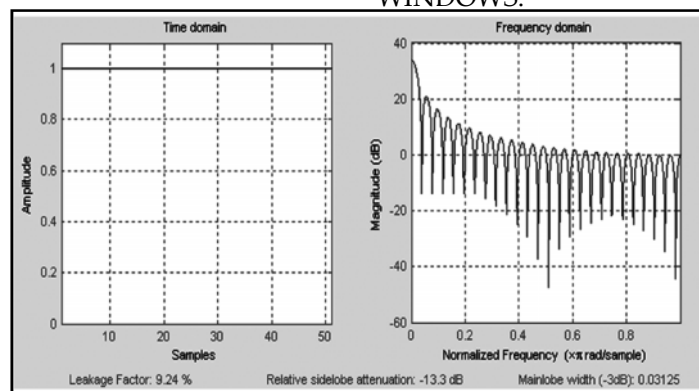 WINDOWS.
Time domain
Frequency domain
Amplitude
1
0.8
0.6
0.4
0.2
0
10 20 30 40 50
Samples
Magnitude (dB)
40
20
0
-20
-40
-60
0 0.2 0.4 0.6 0.8
Normalized Frequency (×π rad/sample)
Leakage Factor: 9.24 % Relative sidelobe attenuation: -13.3 dB Mainlobe width (-3dB): 0.03125